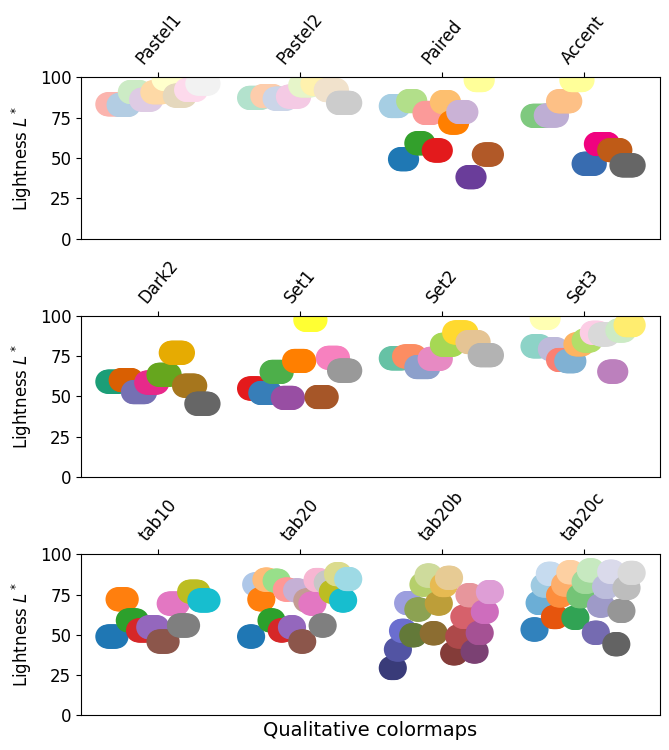 Pastel1 Pastel2 Paired Accent
100
75
50
25
0
Lightness L *
Dark2 Set1 Set2 Set3
100
75
50
25
0
Lightness L *
tab10 tab20 tab20b tab20c
100
75
50
25
0
Lightness L *
Qualitative colormaps